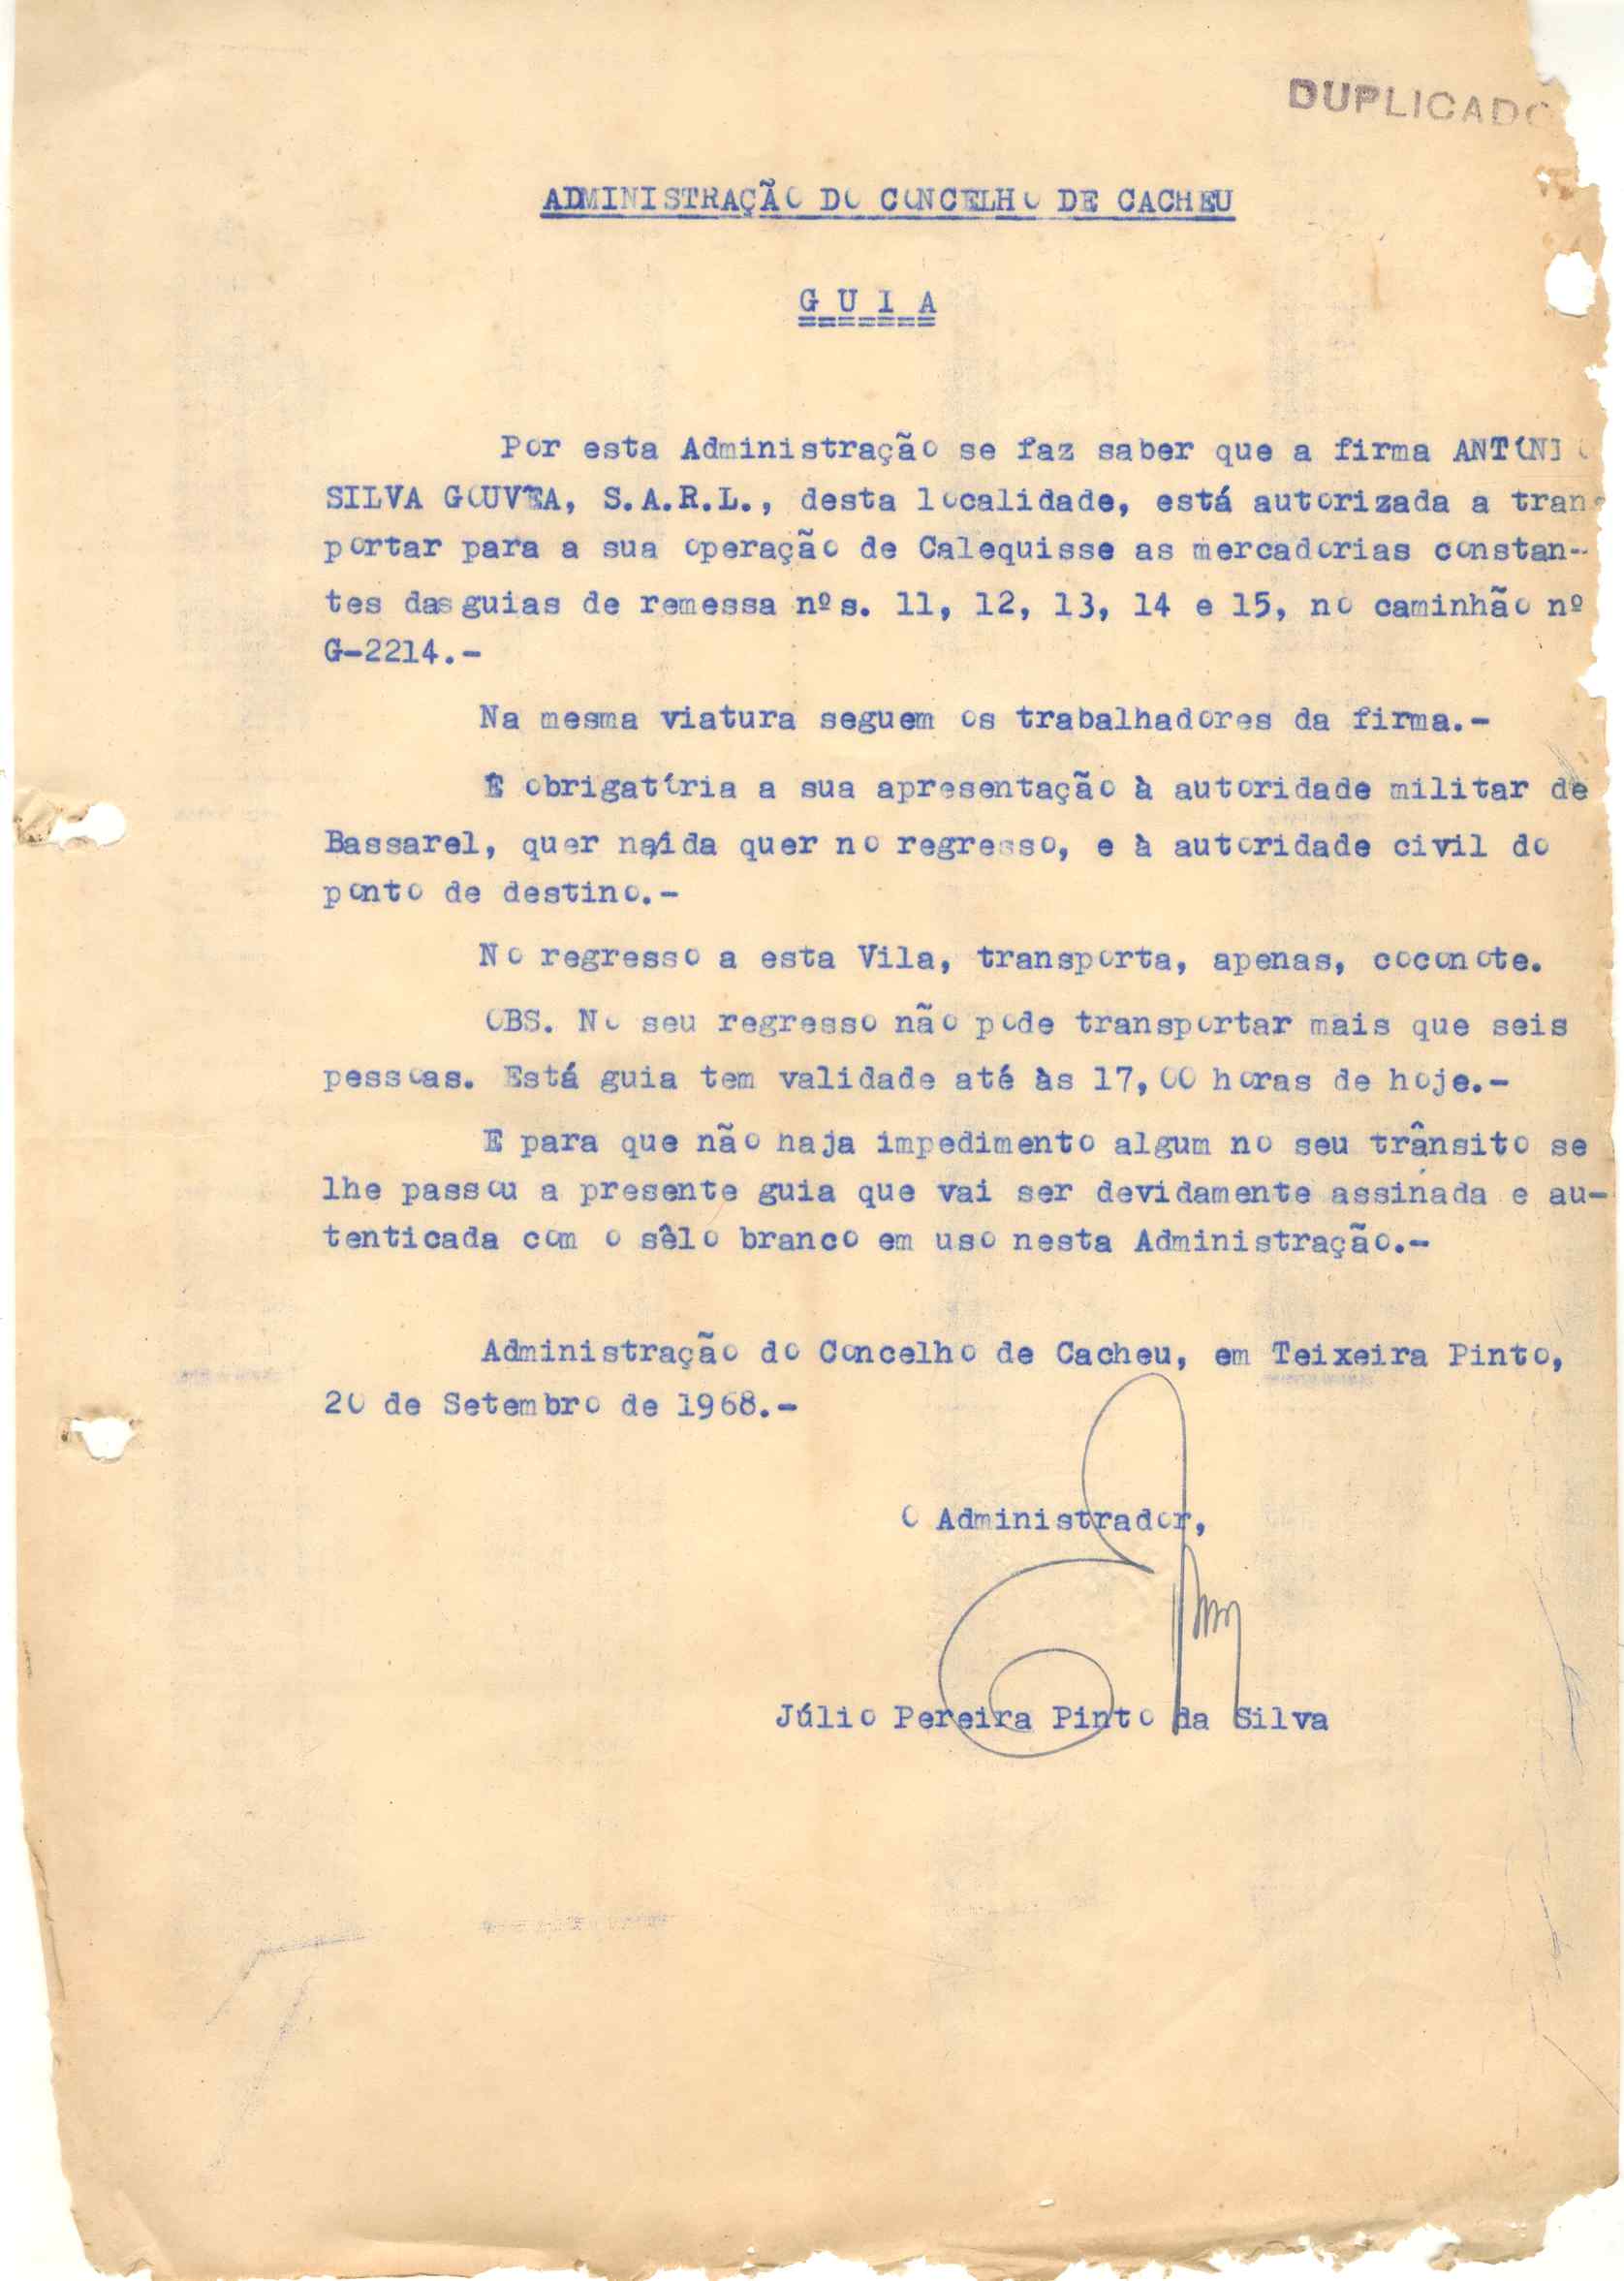 DUPLICADO
ADMINISTRAÇÃO DO CONCELHO DE CACHEU
G U I A
=======
Por esta Administração se faz saber que a firma ANTÓNIO
SILVA GOUVÊA, S.A.R.L., desta localidade, está autorizada a trans
portar para a sua operação de Calequisse as mercadorias constan-
tes das guias de remessa nºs. 11, 12, 13, 14 e 15, no caminhão nº
G-2214.-
Na mesma viatura seguem os trabalhadores da firma.-
É obrigatória a sua apresentação à autoridade militar de
Bassarel, quer na ida quer no regresso, e à autoridade civil do
ponto de destino.-
No regresso a esta Vila, transporta, apenas, coconote.
OBS. No seu regresso não pode transportar mais que seis
pessoas. Está guia tem validade até às 17,00 horas de hoje.-
E para que não haja impedimento algum no seu trânsito se
lhe passou a presente guia que vai ser devidamente assinada e au-
tenticada com o sêlo branco em uso nesta Administração.-
Administração do Concelho de Cacheu, em Teixeira Pinto,
20 de Setembro de 1968.-
O Administrador,
Júlio Pereira Pinto da Silva